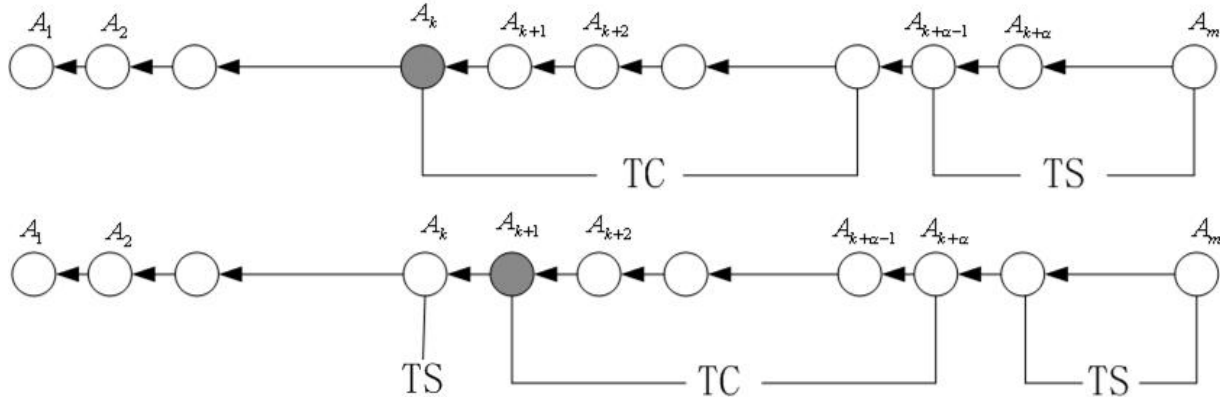 A₁ A₂ Aₖ Aₖ₊₁ Aₖ₊₂ Aₖ₊α₋₁ Aₖ₊α Aₘ
TC TS
A₁ A₂ Aₖ Aₖ₊₁ Aₖ₊₂ Aₖ₊α₋₁ Aₖ₊α Aₘ
TS TC TS